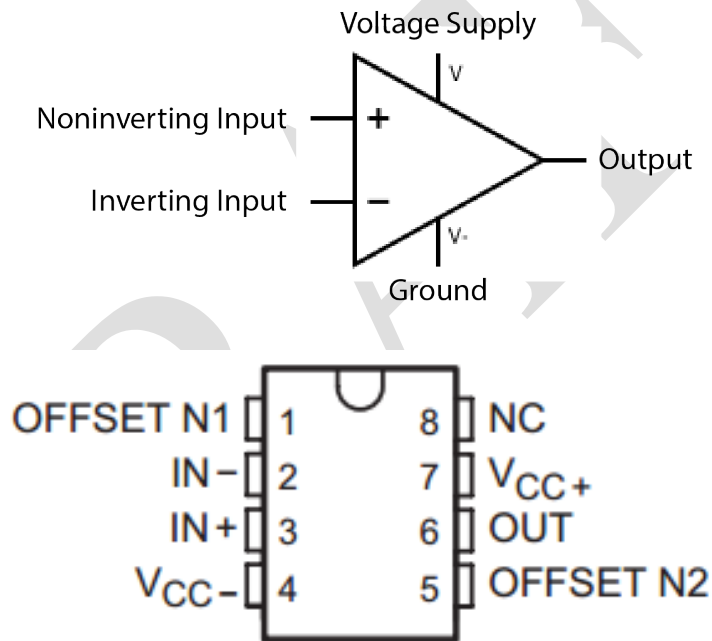 Voltage Supply
V
Noninverting Input
+
Output
Inverting Input
−
V-
Ground
OFFSET N1 1 8 NC
IN− 2 7 VCC+
IN+ 3 6 OUT
VCC− 4 5 OFFSET N2